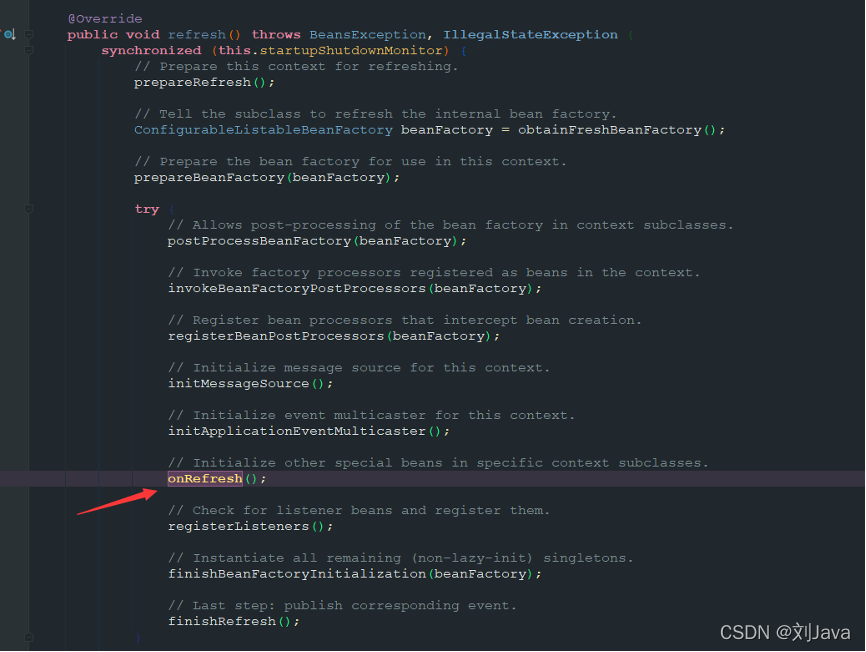 @Override
public void refresh() throws BeansException, IllegalStateException {
synchronized (this.startupShutdownMonitor) {
// Prepare this context for refreshing.
prepareRefresh();
// Tell the subclass to refresh the internal bean factory.
ConfigurableListableBeanFactory beanFactory = obtainFreshBeanFactory();
// Prepare the bean factory for use in this context.
prepareBeanFactory(beanFactory);
try {
// Allows post-processing of the bean factory in context subclasses.
postProcessBeanFactory(beanFactory);
// Invoke factory processors registered as beans in the context.
invokeBeanFactoryPostProcessors(beanFactory);
// Register bean processors that intercept bean creation.
registerBeanPostProcessors(beanFactory);
// Initialize message source for this context.
initMessageSource();
// Initialize event multicaster for this context.
initApplicationEventMulticaster();
// Initialize other special beans in specific context subclasses.
onRefresh();
// Check for listener beans and register them.
registerListeners();
// Instantiate all remaining (non-lazy-init) singletons.
finishBeanFactoryInitialization(beanFactory);
// Last step: publish corresponding event.
finishRefresh();
}
CSDN @刘Java